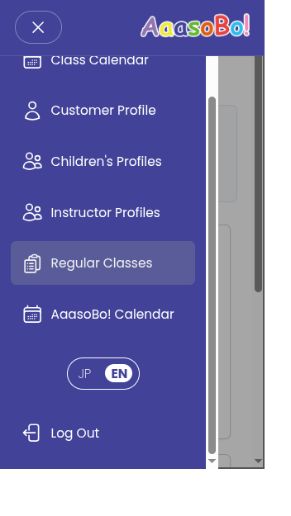 AaasoBo!
Class Calendar
Customer Profile
Children's Profiles
Instructor Profiles
Regular Classes
AaasoBo! Calendar
JP EN
Log Out